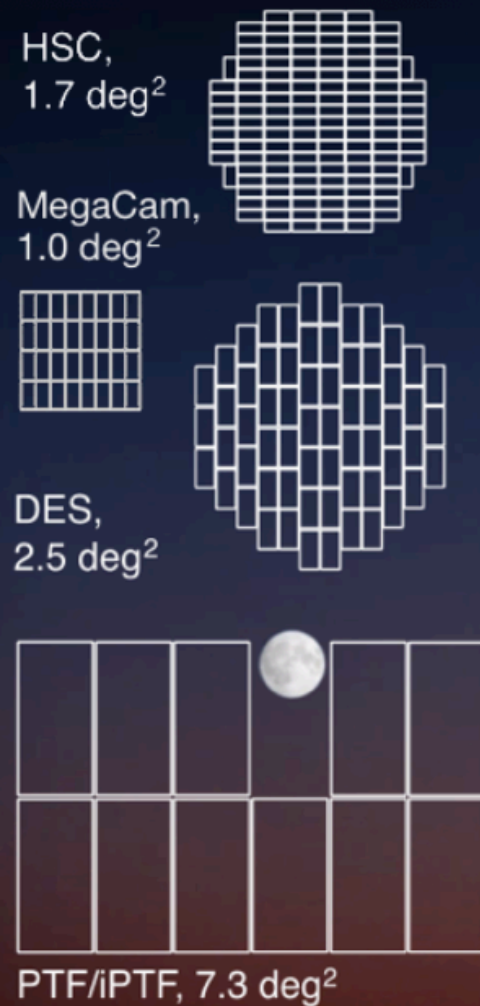 HSC,
1.7 deg²
MegaCam,
1.0 deg²
DES,
2.5 deg²
PTF/iPTF, 7.3 deg²